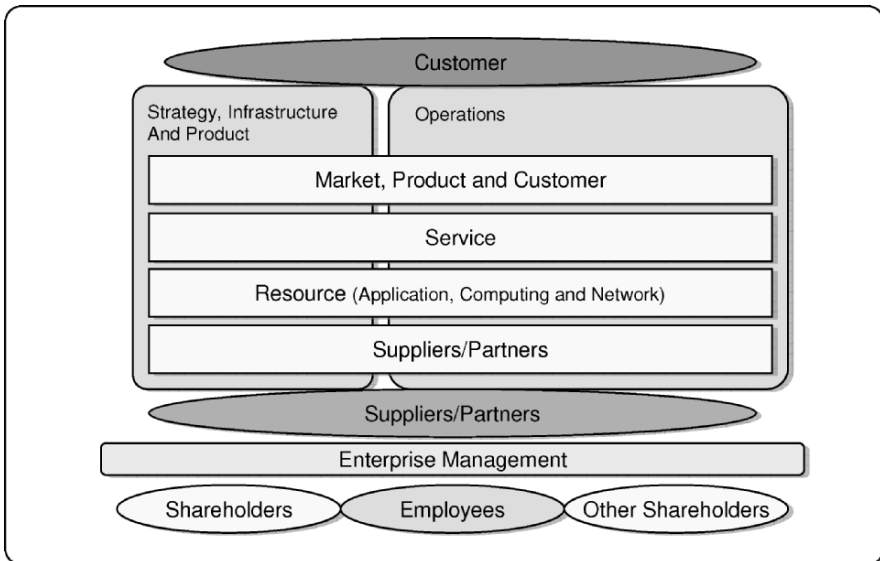 Customer
Strategy, Infrastructure
And Product
Operations
Market, Product and Customer
Service
Resource (Application, Computing and Network)
Suppliers/Partners
Suppliers/Partners
Enterprise Management
Shareholders
Employees
Other Shareholders